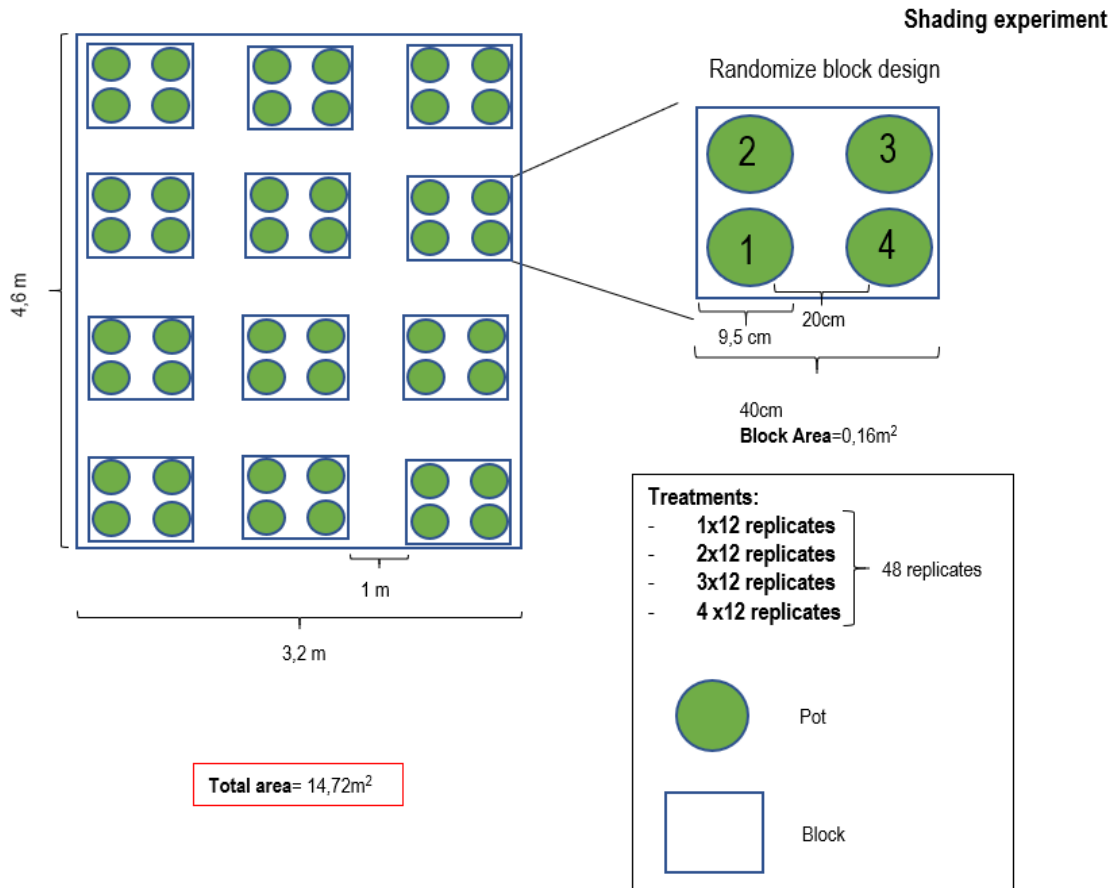 Shading experiment
Randomize block design
2
3
1
4
20cm
9,5 cm
40cm
Block Area=0,16m²
4,6 m
1 m
3,2 m
Total area= 14,72m²
Treatments:
- 1x12 replicates
- 2x12 replicates
- 3x12 replicates
- 4 x12 replicates
48 replicates
Pot
Block